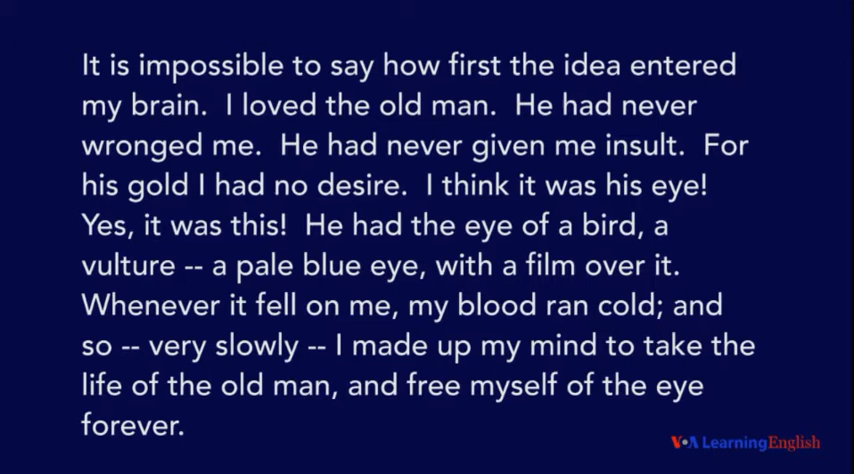 It is impossible to say how first the idea entered
my brain.  I loved the old man.  He had never
wronged me.  He had never given me insult.  For
his gold I had no desire.  I think it was his eye!
Yes, it was this!  He had the eye of a bird, a
vulture -- a pale blue eye, with a film over it.
Whenever it fell on me, my blood ran cold; and
so -- very slowly -- I made up my mind to take the
life of the old man, and free myself of the eye
forever.
VOA LearningEnglish